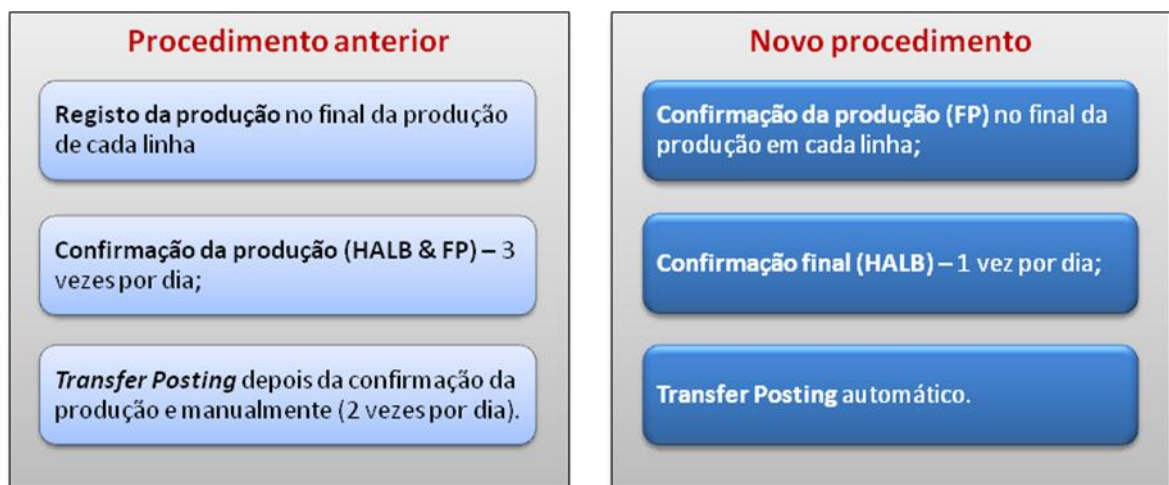 Procedimento anterior
Registo da produção no final da produção
de cada linha
Confirmação da produção (HALB & FP) – 3
vezes por dia;
Transfer Posting depois da confirmação da
produção e manualmente (2 vezes por dia).
Novo procedimento
Confirmação da produção (FP) no final da
produção em cada linha;
Confirmação final (HALB) – 1 vez por dia;
Transfer Posting automático.